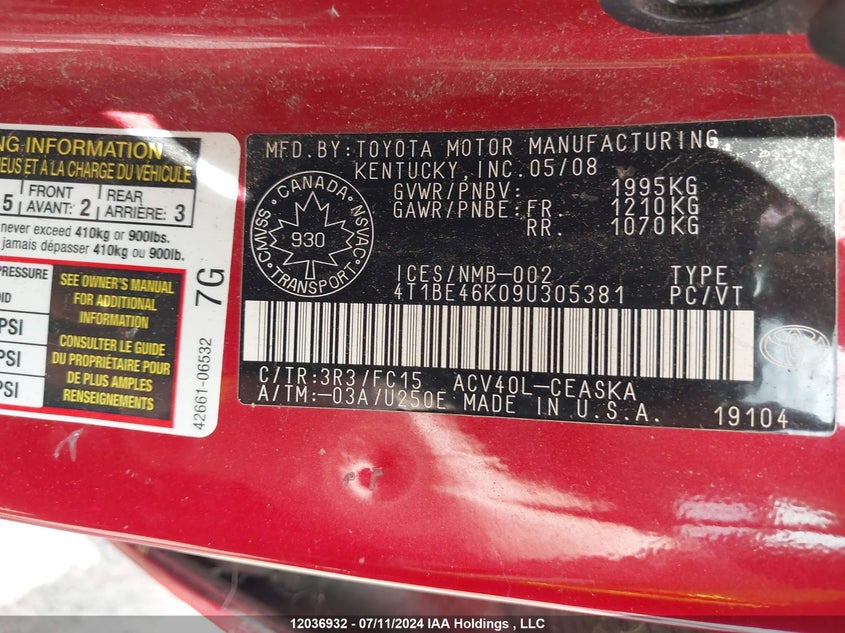 NG INFORMATION
NEUS ET À LA CHARGE DU VÉHICULE
5 FRONT AVANT: 2 REAR ARRIÈRE: 3
never exceed 410kg or 900lbs.
jamais dépasser 410kg ou 900lb.
PRESSURE
OID
PSI
PSI
PSI
SEE OWNER'S MANUAL
FOR ADDITIONAL
INFORMATION
CONSULTER LE GUIDE
DU PROPRIÉTAIRE POUR
DE PLUS AMPLES
RENSEIGNEMENTS
7G
42661-06532
MFD.BY:TOYOTA MOTOR MANUFACTURING,
KENTUCKY, INC.05/08
GVWR/PNBV: 1995KG
GAWR/PNBE:FR. 1210KG
RR. 1070KG
CANADA
CMVSS NSVAC
930
TRANSPORT
ICES/NMB-002 TYPE
4T1BE46K09U305381 PC/VT
C/TR:3R3/FC15 ACV40L-CEASKA
A/TM:-03A/U250E MADE IN U.S.A. 19104
12036932 - 07/11/2024 IAA Holdings , LLC